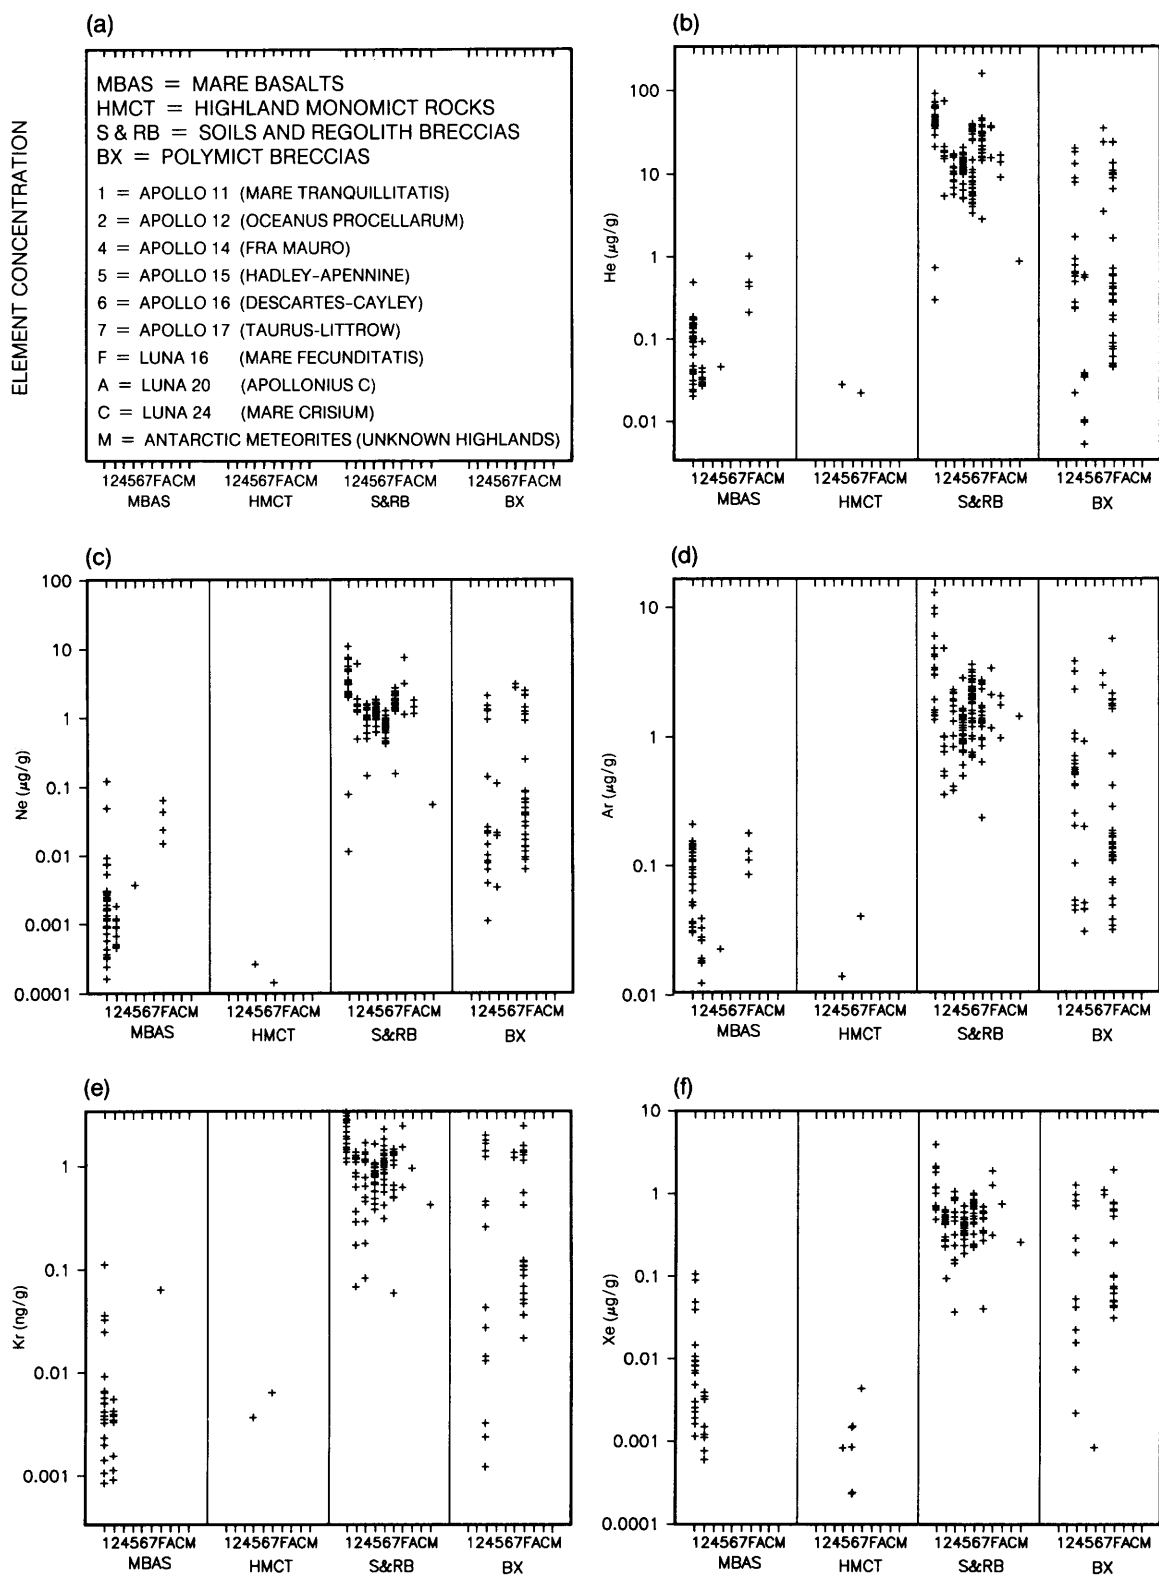 (a)
ELEMENT CONCENTRATION
MBAS = MARE BASALTS
HMCT = HIGHLAND MONOMICT ROCKS
S & RB = SOILS AND REGOLITH BRECCIAS
BX = POLYMICT BRECCIAS
1 = APOLLO 11 (MARE TRANQUILLITATIS)
2 = APOLLO 12 (OCEANUS PROCELLARUM)
4 = APOLLO 14 (FRA MAURO)
5 = APOLLO 15 (HADLEY-APENNINE)
6 = APOLLO 16 (DESCARTES-CAYLEY)
7 = APOLLO 17 (TAURUS-LITTROW)
F = LUNA 16 (MARE FECUNDITATIS)
A = LUNA 20 (APOLLONIUS C)
C = LUNA 24 (MARE CRISIUM)
M = ANTARCTIC METEORITES (UNKNOWN HIGHLANDS)
124567FACM 124567FACM 124567FACM 124567FACM
MBAS HMCT S&RB BX
(b)
He (µg/g)
100
10
1
0.1
0.01
124567FACM 124567FACM 124567FACM 124567FACM
MBAS HMCT S&RB BX
(c)
Ne (µg/g)
100
10
1
0.1
0.01
0.001
0.0001
124567FACM 124567FACM 124567FACM 124567FACM
MBAS HMCT S&RB BX
(d)
Ar (µg/g)
10
1
0.1
0.01
124567FACM 124567FACM 124567FACM 124567FACM
MBAS HMCT S&RB BX
(e)
Kr (ng/g)
1
0.1
0.01
0.001
124567FACM 124567FACM 124567FACM 124567FACM
MBAS HMCT S&RB BX
(f)
Xe (µg/g)
10
1
0.1
0.01
0.001
0.0001
124567FACM 124567FACM 124567FACM 124567FACM
MBAS HMCT S&RB BX